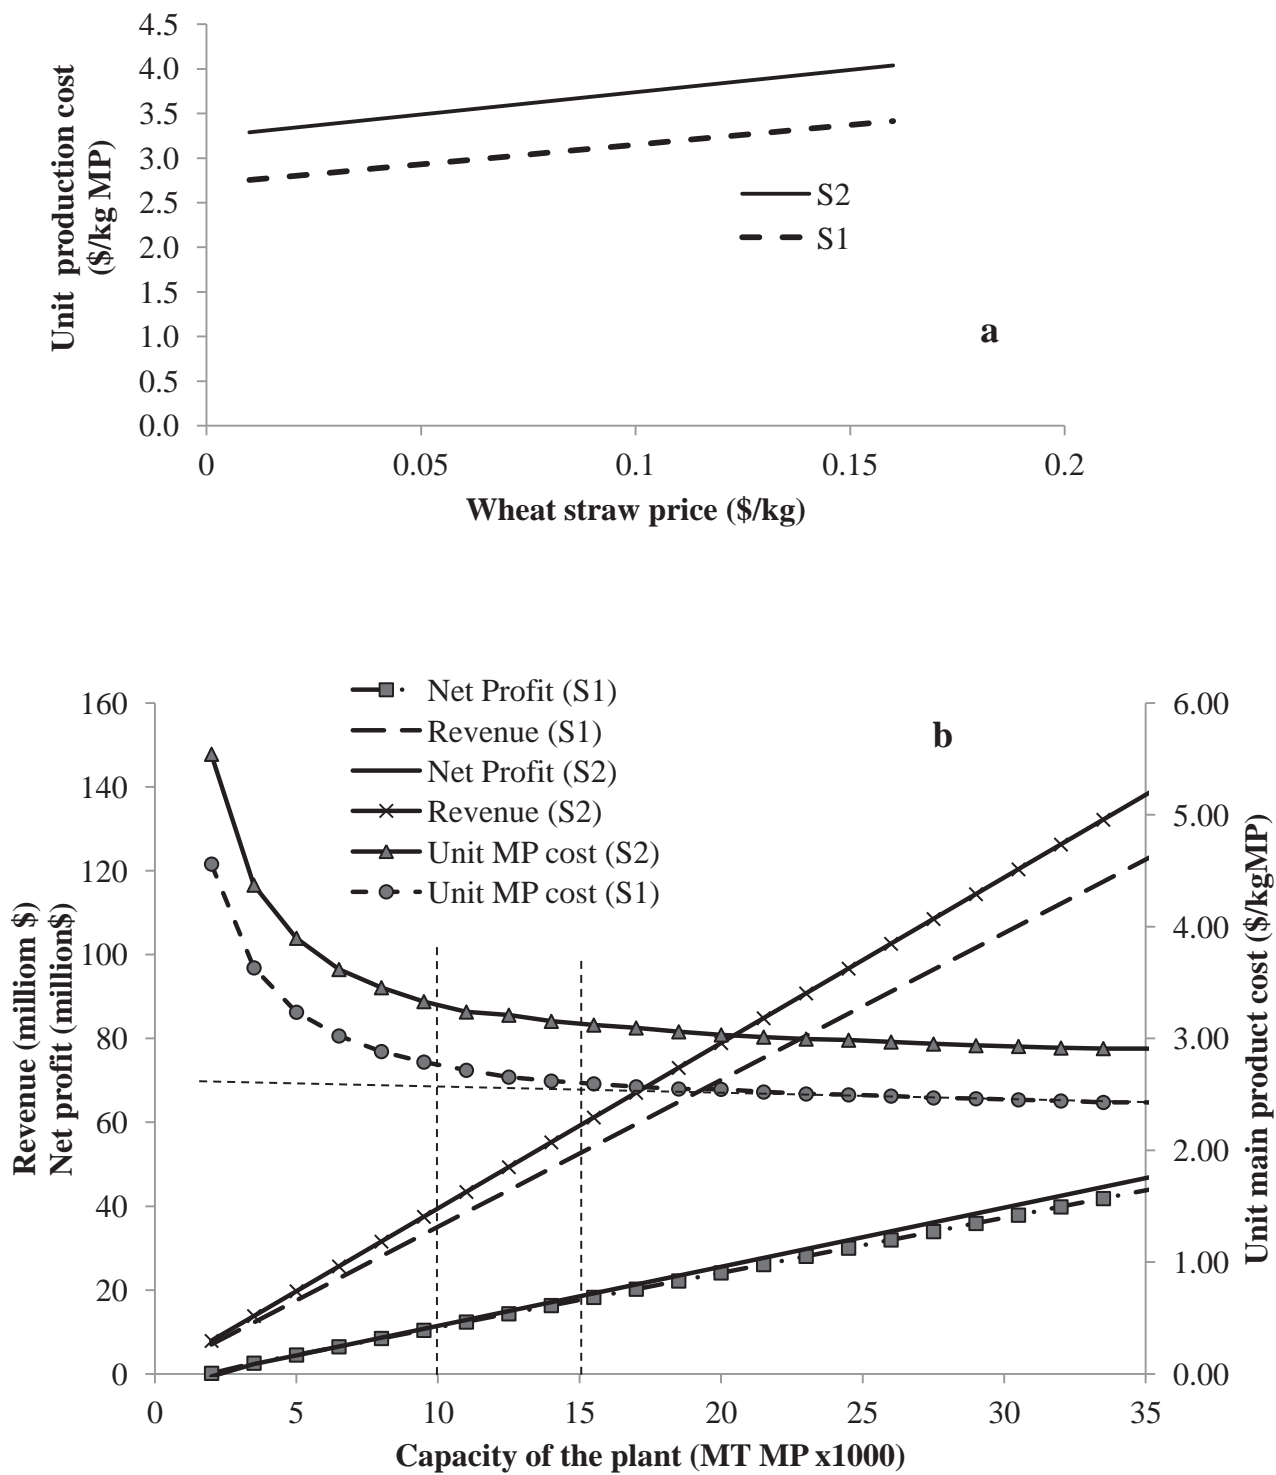 4.5
4.0
3.5
3.0
2.5
2.0
1.5
1.0
0.5
0.0
Unit production cost
($/kg MP)
S2
S1
a
0 0.05 0.1 0.15 0.2
Wheat straw price ($/kg)
Net Profit (S1)
Revenue (S1)
Net Profit (S2)
Revenue (S2)
Unit MP cost (S2)
Unit MP cost (S1)
b
160
140
120
100
80
60
40
20
0
Revenue (milliom $)
Net profit (million$)
6.00
5.00
4.00
3.00
2.00
1.00
0.00
Unit main product cost ($/kgMP)
0 5 10 15 20 25 30 35
Capacity of the plant (MT MP x1000)